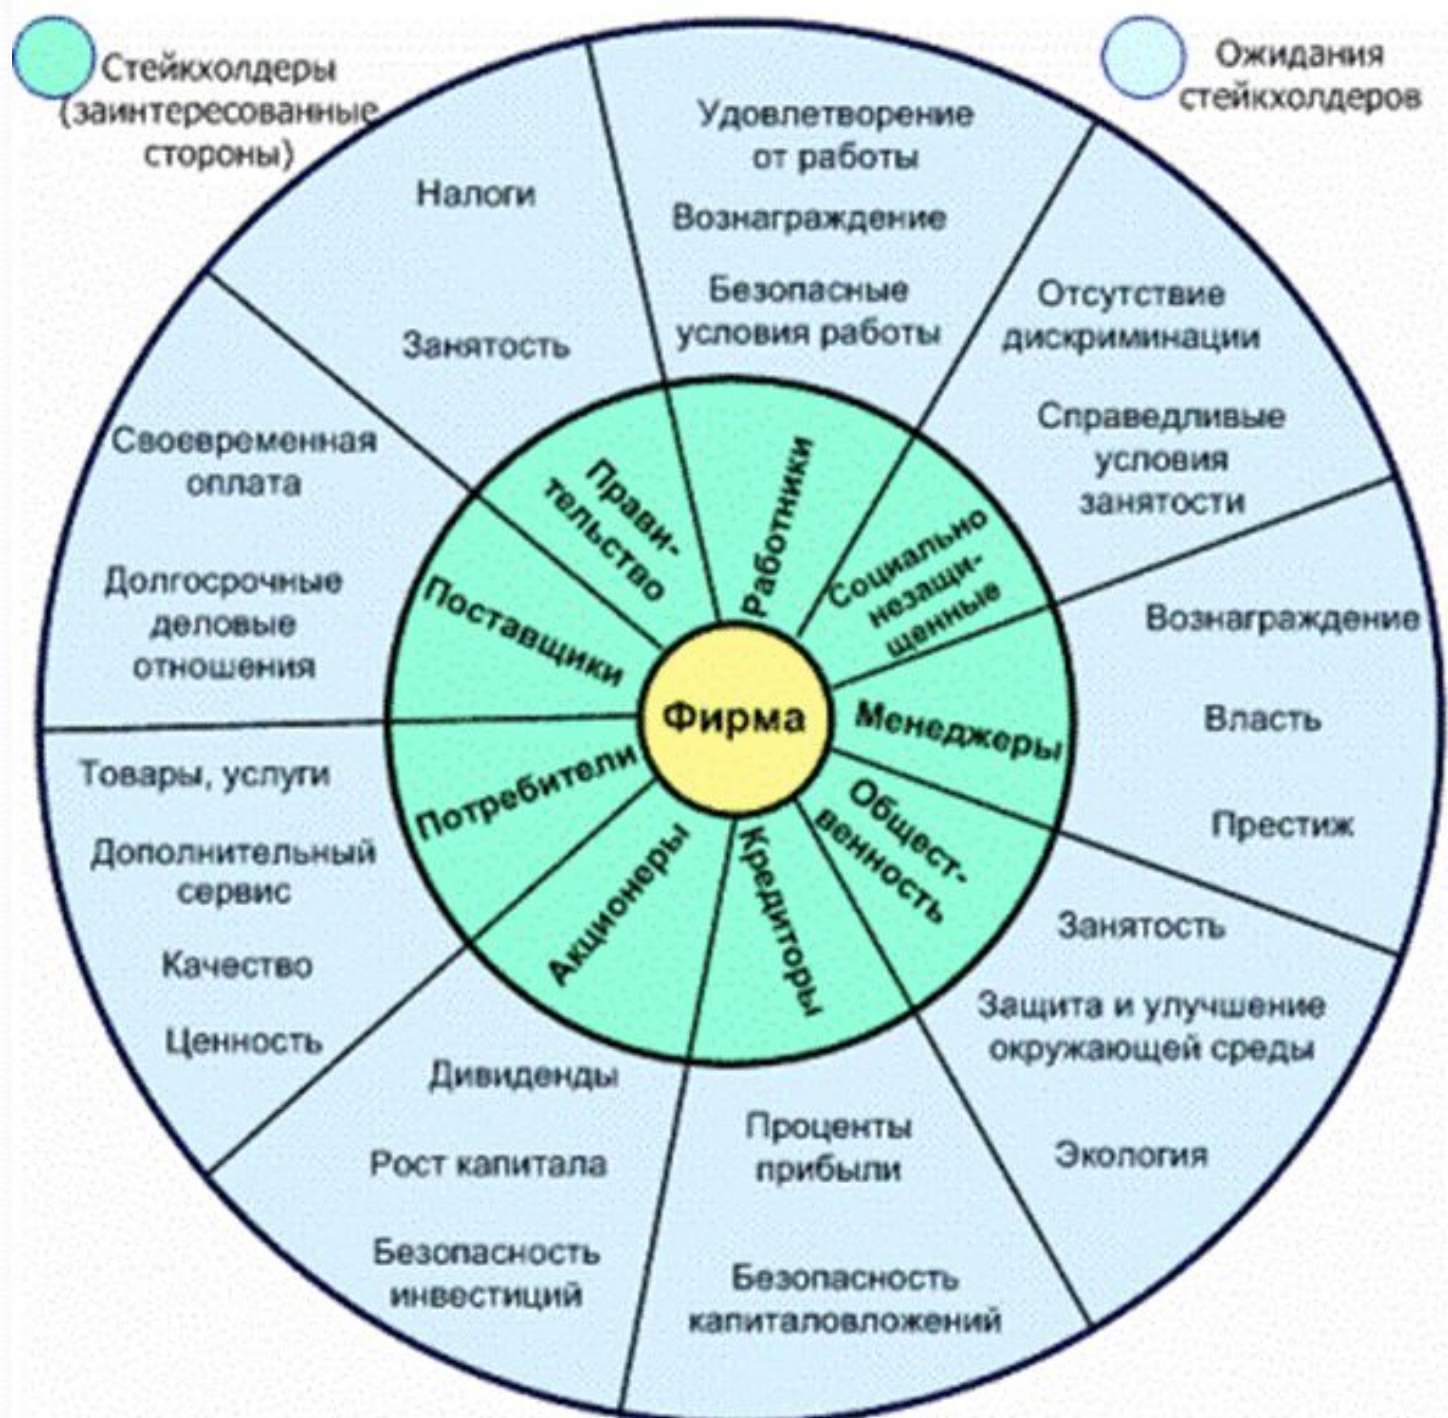 Стейкхолдеры
(заинтересованные
стороны)
Ожидания
стейкхолдеров
Удовлетворение
от работы
Вознаграждение
Безопасные
условия работы
Отсутствие
дискриминации
Справедливые
условия
занятости
Вознаграждение
Власть
Престиж
Занятость
Защита и улучшение
окружающей среды
Экология
Проценты
прибыли
Безопасность
капиталовложений
Дивиденды
Рост капитала
Безопасность
инвестиций
Товары, услуги
Дополнительный
сервис
Качество
Ценность
Своевременная
оплата
Долгосрочные
деловые
отношения
Налоги
Занятость
Работники
Социально
незащи-
щенные
Менеджеры
Общест-
венность
Кредиторы
Акционеры
Потребители
Поставщики
Прави-
тельство
Фирма